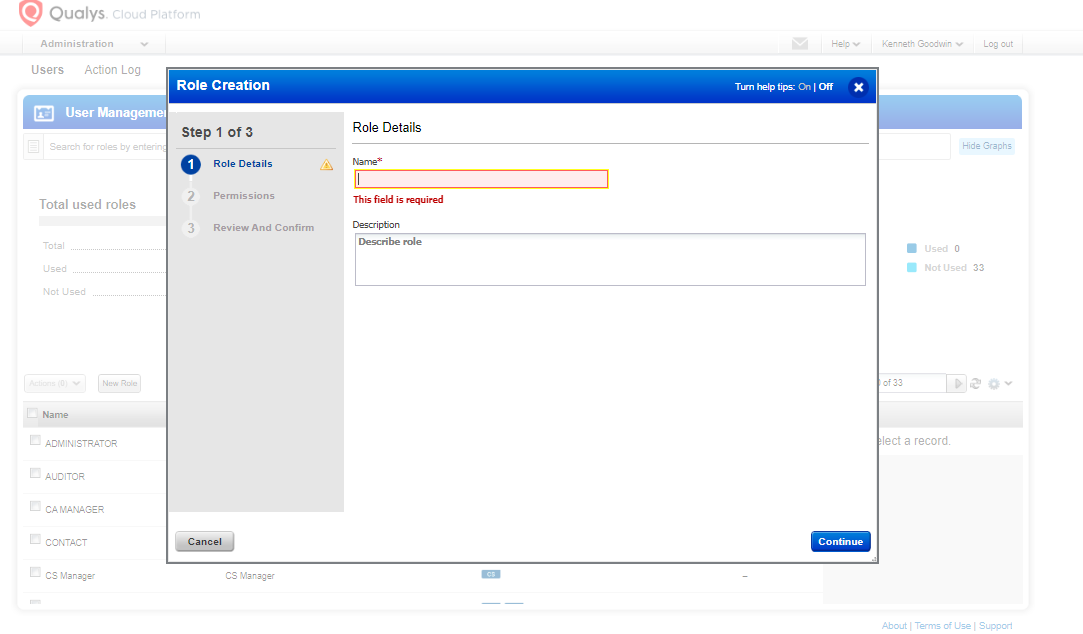 Qualys. Cloud Platform
Administration
Help
Kenneth Goodwin
Log out
Users
Action Log
Role Creation
Turn help tips: On | Off
User Managemen
Search for roles by entering
Hide Graphs
Step 1 of 3
1 Role Details
2 Permissions
3 Review And Confirm
Role Details
Name*
This field is required
Description
Describe role
Total used roles
Total
Used
Not Used
Used 0
Not Used 33
Actions (0)
New Role
of 33
Name
elect a record.
ADMINISTRATOR
AUDITOR
CA MANAGER
CONTACT
Cancel
Continue
CS Manager CS Manager CS –
About | Terms of Use | Support